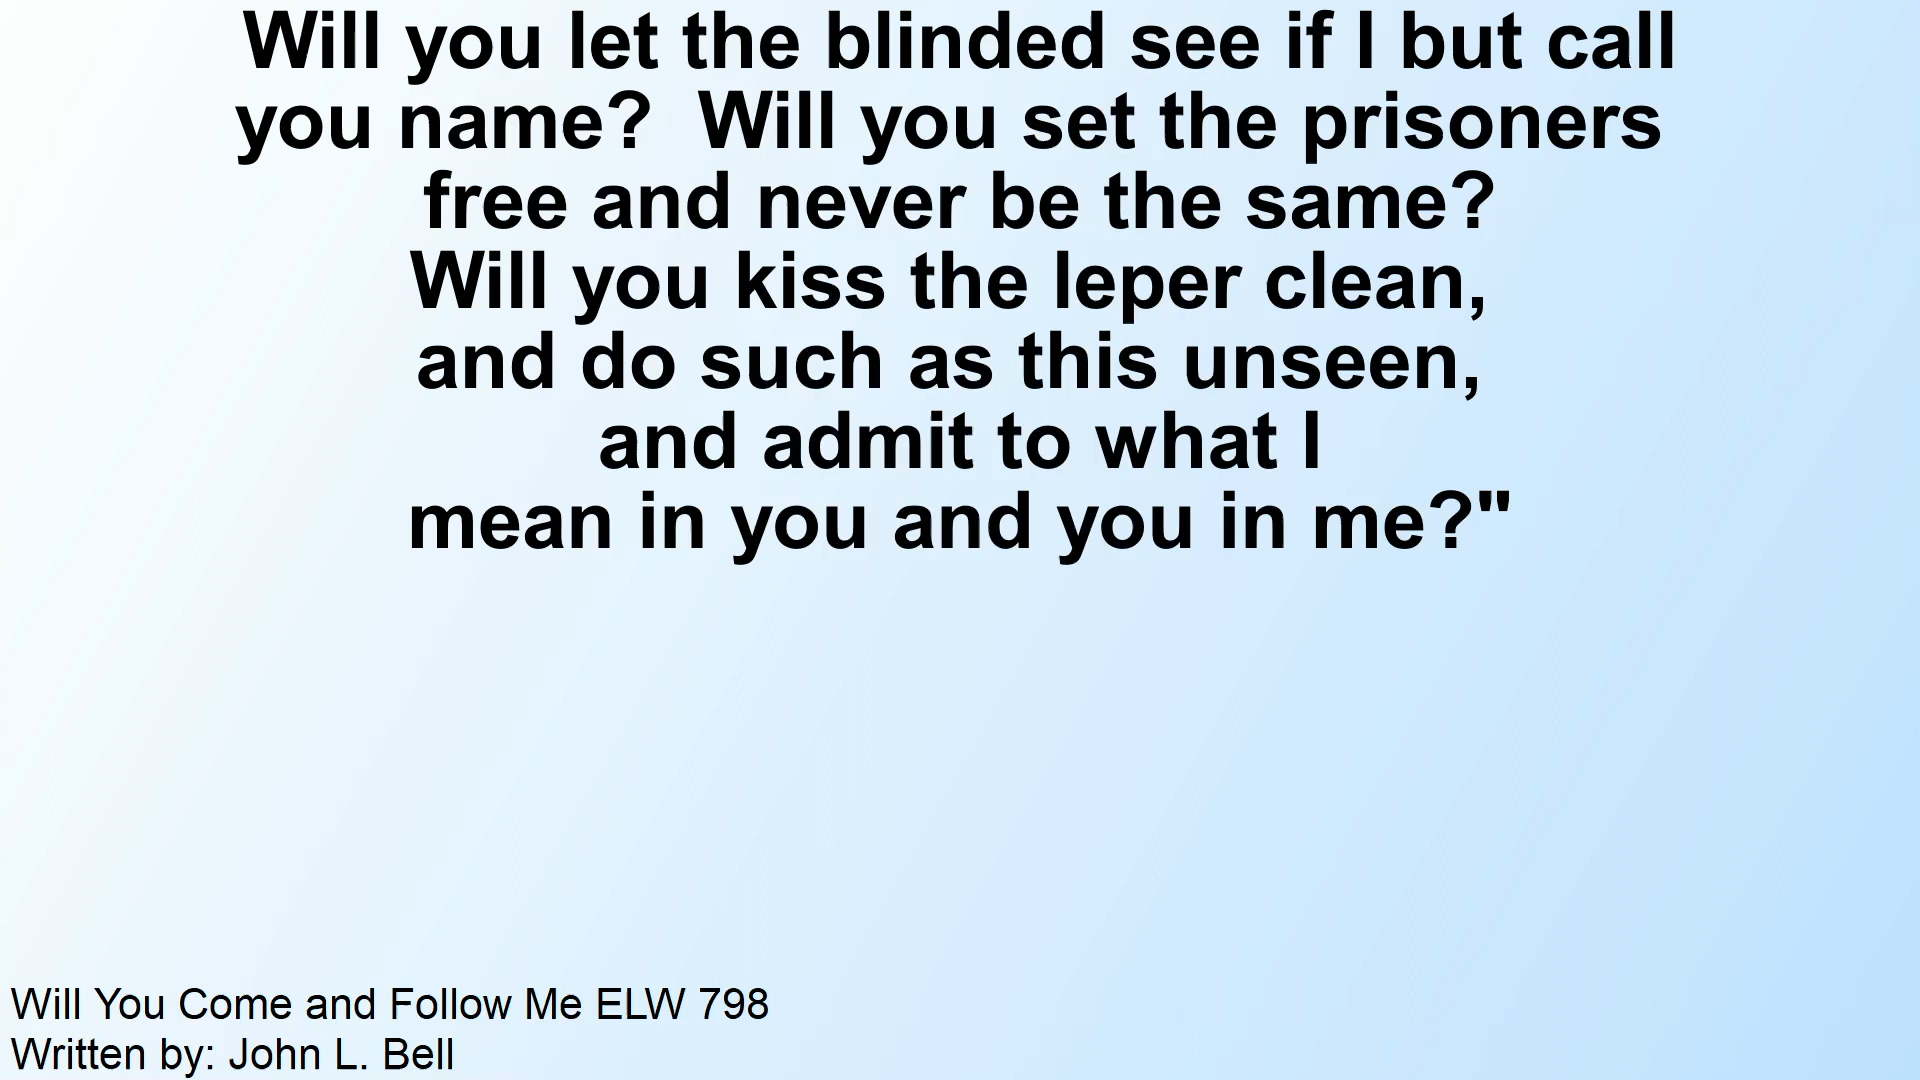 Will you let the blinded see if I but call
you name?  Will you set the prisoners
free and never be the same?
Will you kiss the leper clean,
and do such as this unseen,
and admit to what I
mean in you and you in me?"
Will You Come and Follow Me ELW 798
Written by: John L. Bell